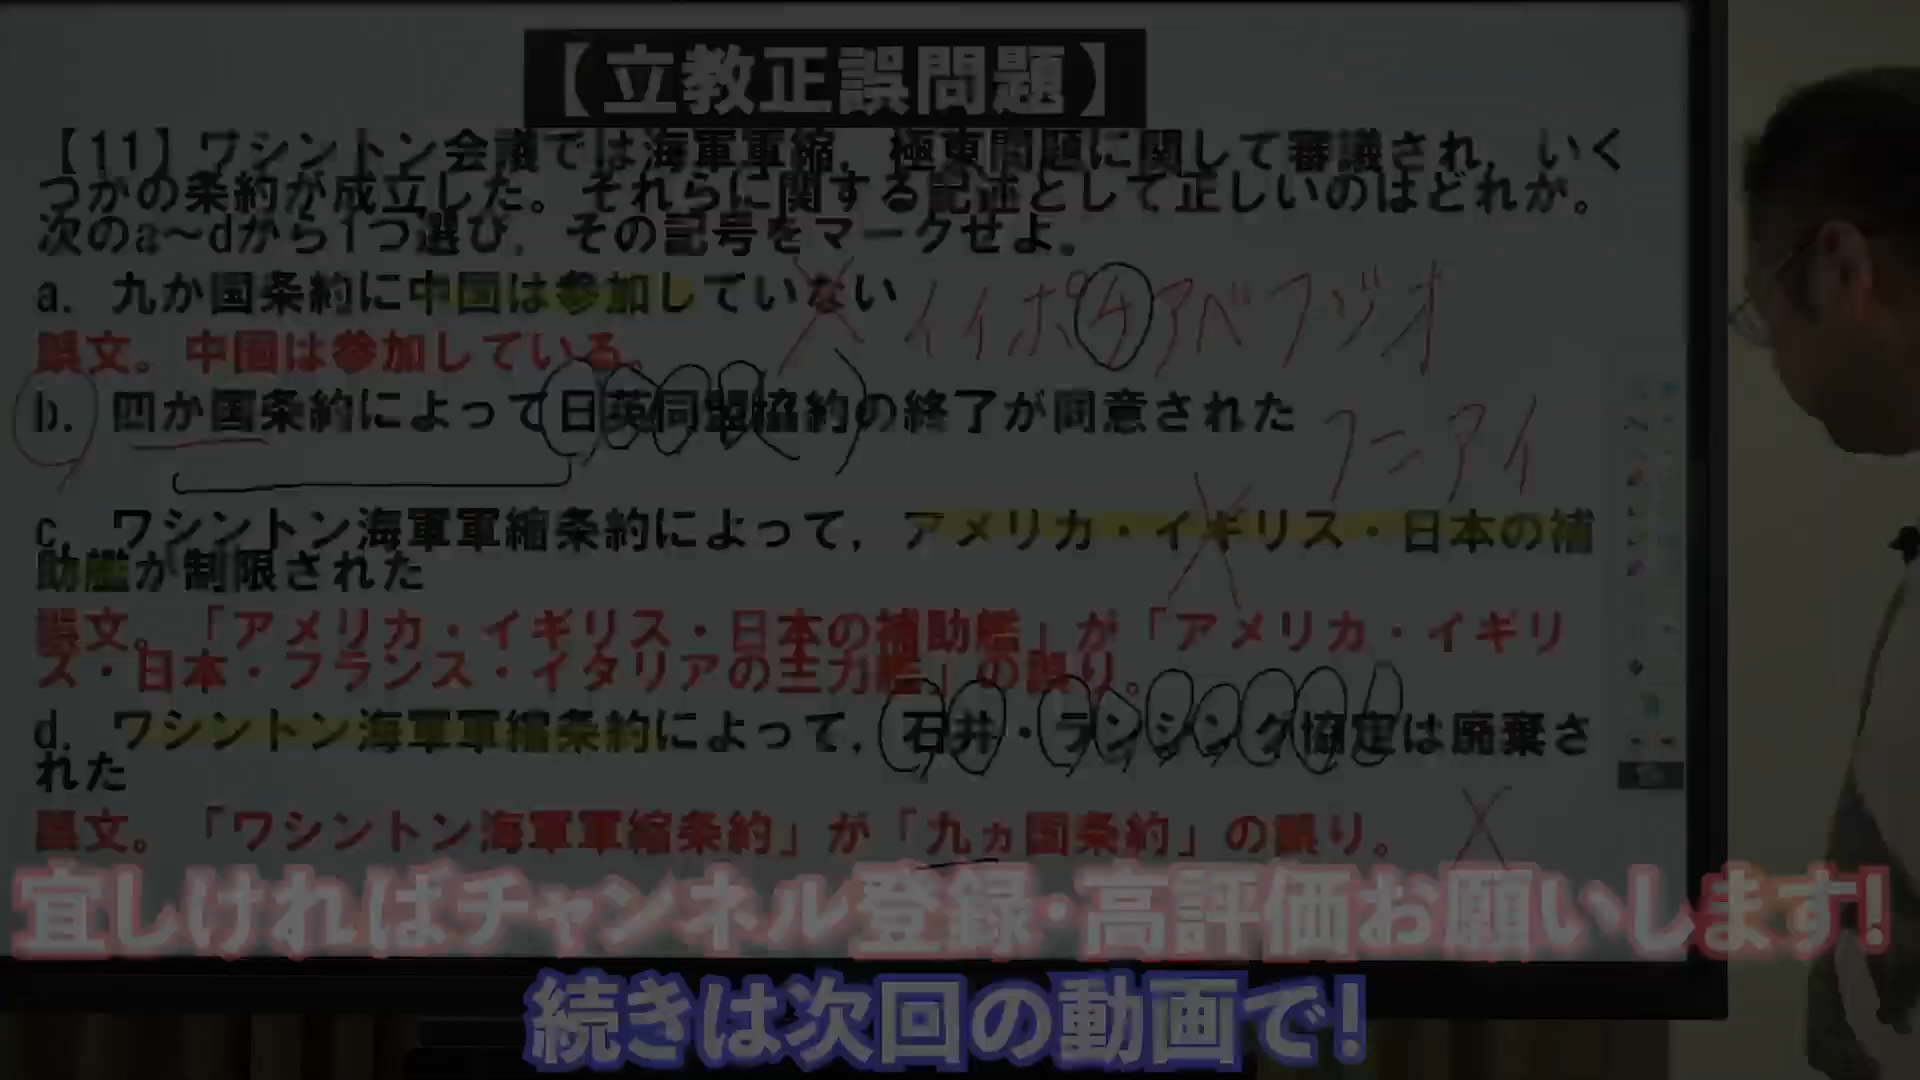 【立教正誤問題】
【11】ワシントン会議では海軍軍縮，極東問題に関して審議され，いく
つかの条約が成立した。それらに関する記述として正しいのはどれか。
次のa～dから1つ選び，その記号をマークせよ。
a．九か国条約に中国は参加していない
イイポチアベフジオ
誤文。中国は参加している。
b．四か国条約によって日英同盟協約の終了が同意された
フニアイ
c．ワシントン海軍軍縮条約によって，アメリカ・イギリス・日本の補
助艦が制限された
誤文。「アメリカ・イギリス・日本の補助艦」が「アメリカ・イギリ
ス・日本・フランス・イタリアの主力艦」の誤り。
d．ワシントン海軍軍縮条約によって，石井・ランシング協定は廃棄さ
れた
誤文。「ワシントン海軍軍縮条約」が「九ヵ国条約」の誤り。
宜しければチャンネル登録・高評価お願いします！
続きは次回の動画で！